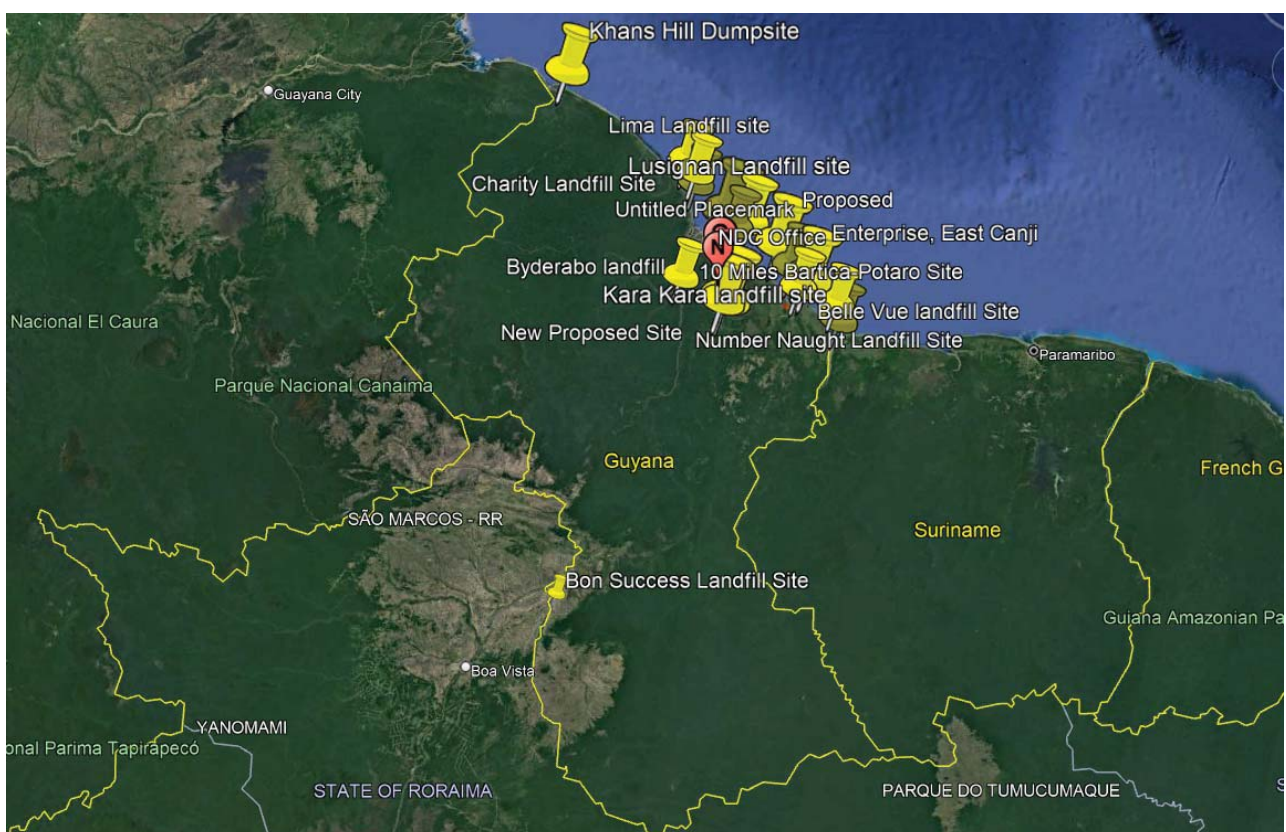 Khans Hill Dumpsite
Guayana City
Lima Landfill site
Lusignan Landfill site
Charity Landfill Site
Untitled Placemark
Proposed
NDC Office
Enterprise, East Canji
Byderabo landfill
10 Miles Bartica-Potaro Site
Kara Kara landfill site
Belle Vue landfill Site
New Proposed Site
Number Naught Landfill Site
Nacional El Caura
Paramaribo
Parque Nacional Canaima
Guyana
French G
SÃO MARCOS - RR
Suriname
Bon Success Landfill Site
Guiana Amazonian Pa
Boa Vista
YANOMAMI
onal Parima Tapirapecó
STATE OF RORAIMA
PARQUE DO TUMUCUMAQUE
S
N